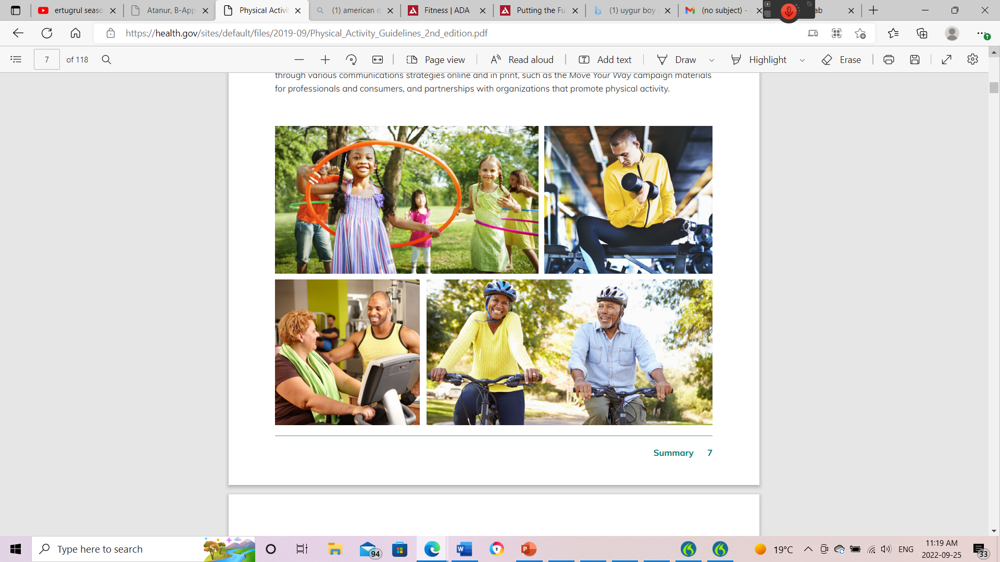 ertugrul seaso
Atanur, B-App
Physical Activi
(1) american d
Fitness | ADA
Putting the Fu
(1) uygur boy
(no subject) -
ab
https://health.gov/sites/default/files/2019-09/Physical_Activity_Guidelines_2nd_edition.pdf
7 of 118
Page view
Read aloud
Add text
Draw
Highlight
Erase
through various communications strategies online and in print, such as the Move Your Way campaign materials
for professionals and consumers, and partnerships with organizations that promote physical activity.
Summary 7
Type here to search
94
19°C
ENG
11:19 AM
2022-09-25
33